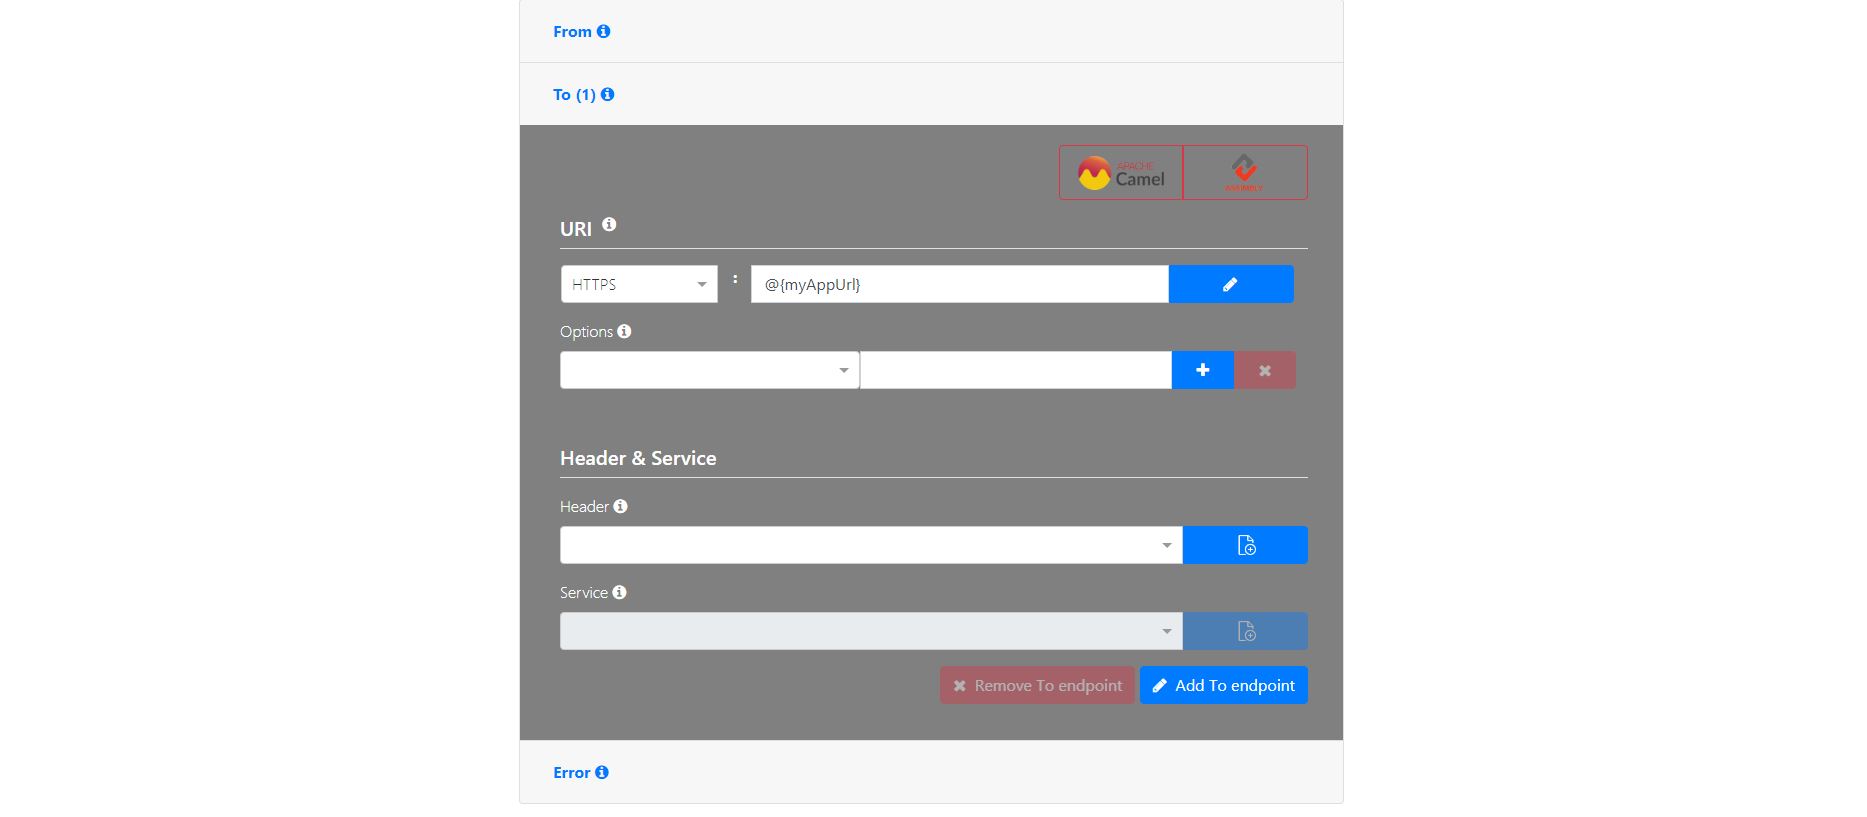 From
To (1)
APACHE
Camel
ASSIMBLY
URI
HTTPS : @{myAppUrl}
Options
Header & Service
Header
Service
Remove To endpoint Add To endpoint
Error